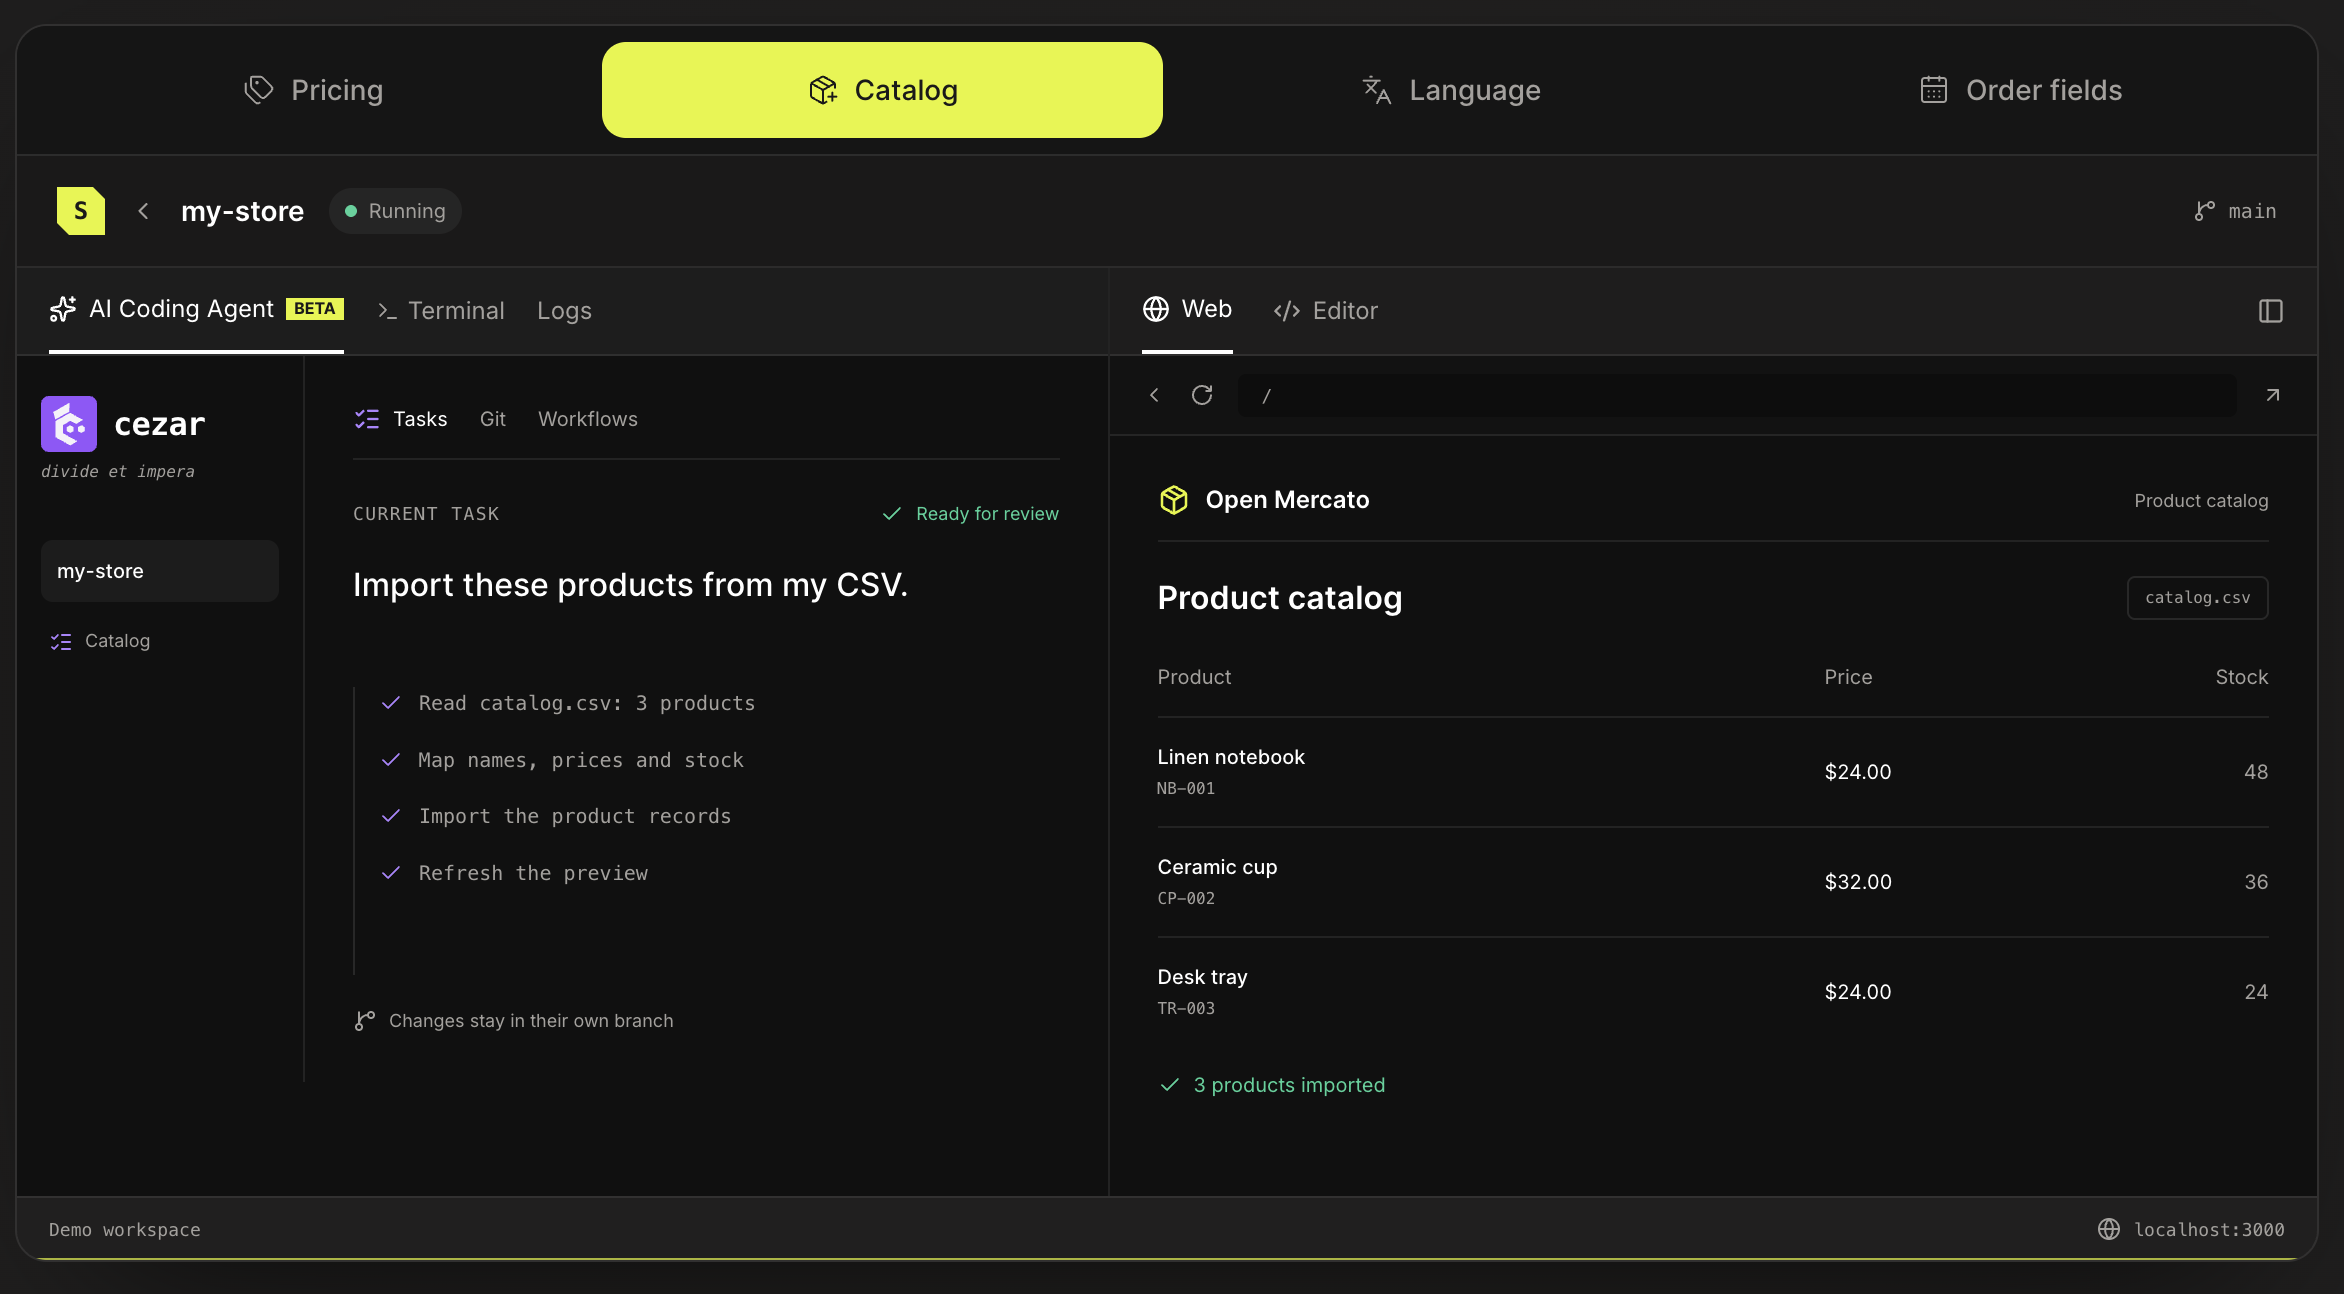 Pricing
Catalog
Language
Order fields
S
my-store
Running
main
AI Coding Agent BETA
Terminal
Logs
Web
Editor
cezar
divide et impera
my-store
Catalog
Tasks
Git
Workflows
CURRENT TASK
Ready for review
Import these products from my CSV.
Read catalog.csv: 3 products
Map names, prices and stock
Import the product records
Refresh the preview
Changes stay in their own branch
/
Open Mercato
Product catalog
Product catalog
catalog.csv
Product Price Stock
Linen notebook
NB-001
$24.00 48
Ceramic cup
CP-002
$32.00 36
Desk tray
TR-003
$24.00 24
3 products imported
Demo workspace
localhost:3000